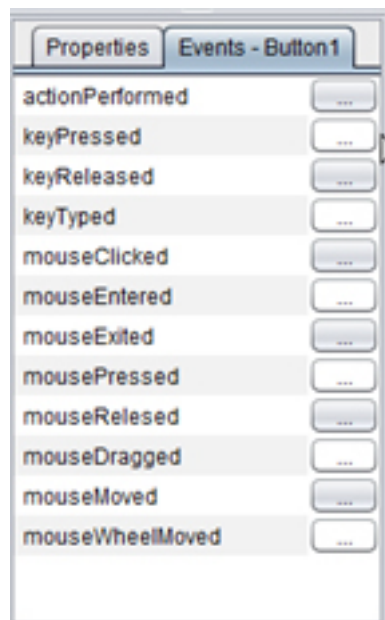 Properties Events - Button1
actionPerformed ...
keyPressed ...
keyReleased ...
keyTyped ...
mouseClicked ...
mouseEntered ...
mouseExited ...
mousePressed ...
mouseRelesed ...
mouseDragged ...
mouseMoved ...
mouseWheelMoved ...